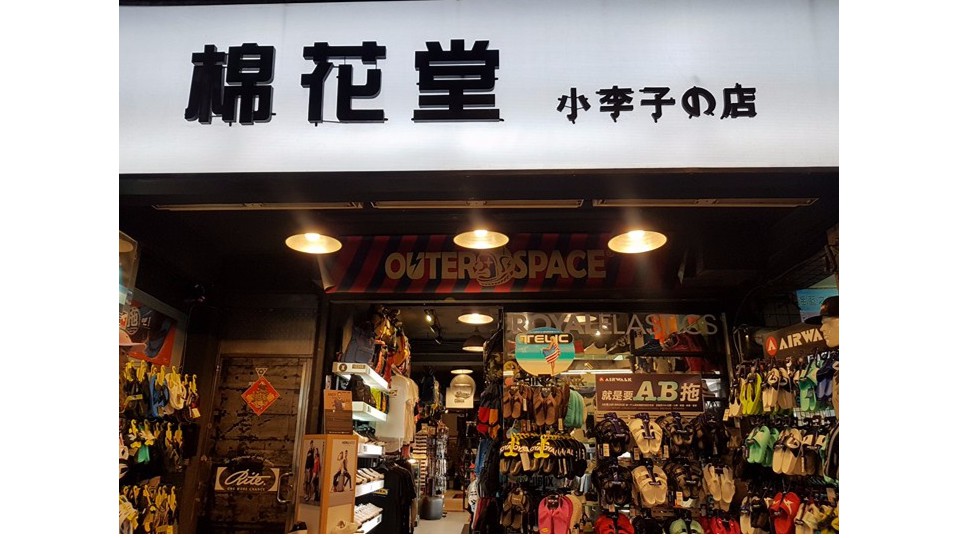 棉花堂 小李子の店
OUTER SPACE
ROYAL ELASTICS
TELIC
AIRWALK
AIRWALK
就是要AB拖